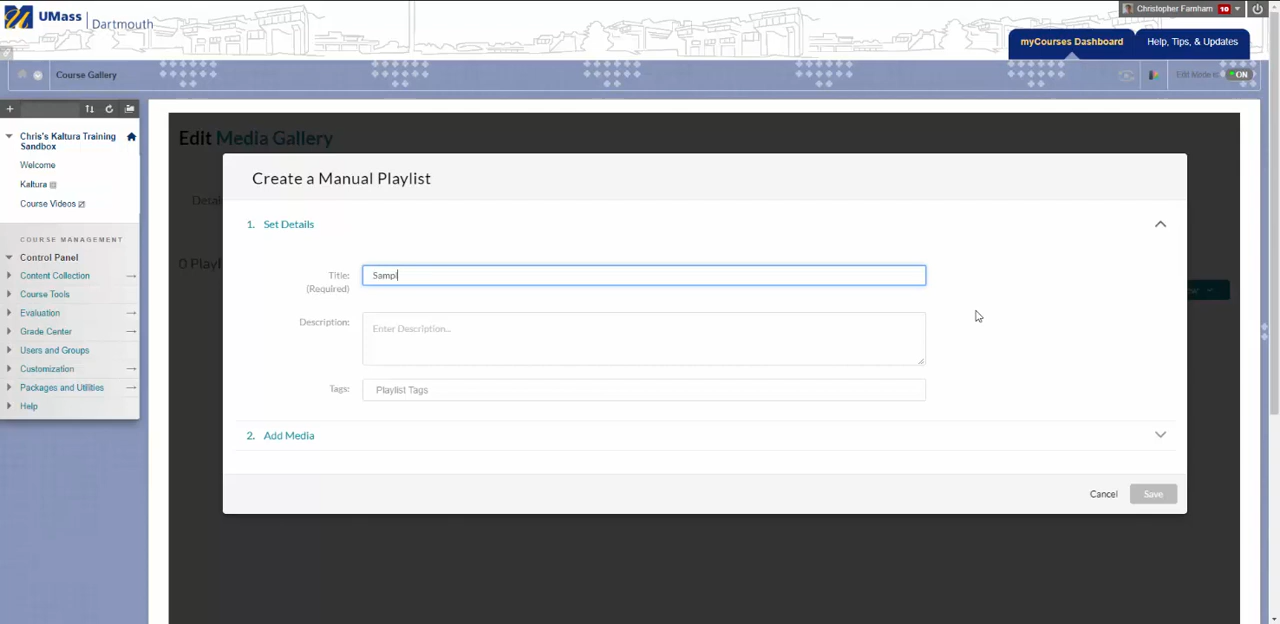 UMass
Dartmouth
Christopher Farnham 10
myCourses Dashboard
Help, Tips, & Updates
Course Gallery
Edit Mode is: ON
Chris's Kaltura Training
Sandbox
Welcome
Kaltura
Course Videos
COURSE MANAGEMENT
Control Panel
Content Collection
Course Tools
Evaluation
Grade Center
Users and Groups
Customization
Packages and Utilities
Help
Edit Media Gallery
Detai
0 Playl
Create a Manual Playlist
1. Set Details
Title:
(Required)
Sampl
Description:
Enter Description...
Tags:
Playlist Tags
2. Add Media
Cancel
Save